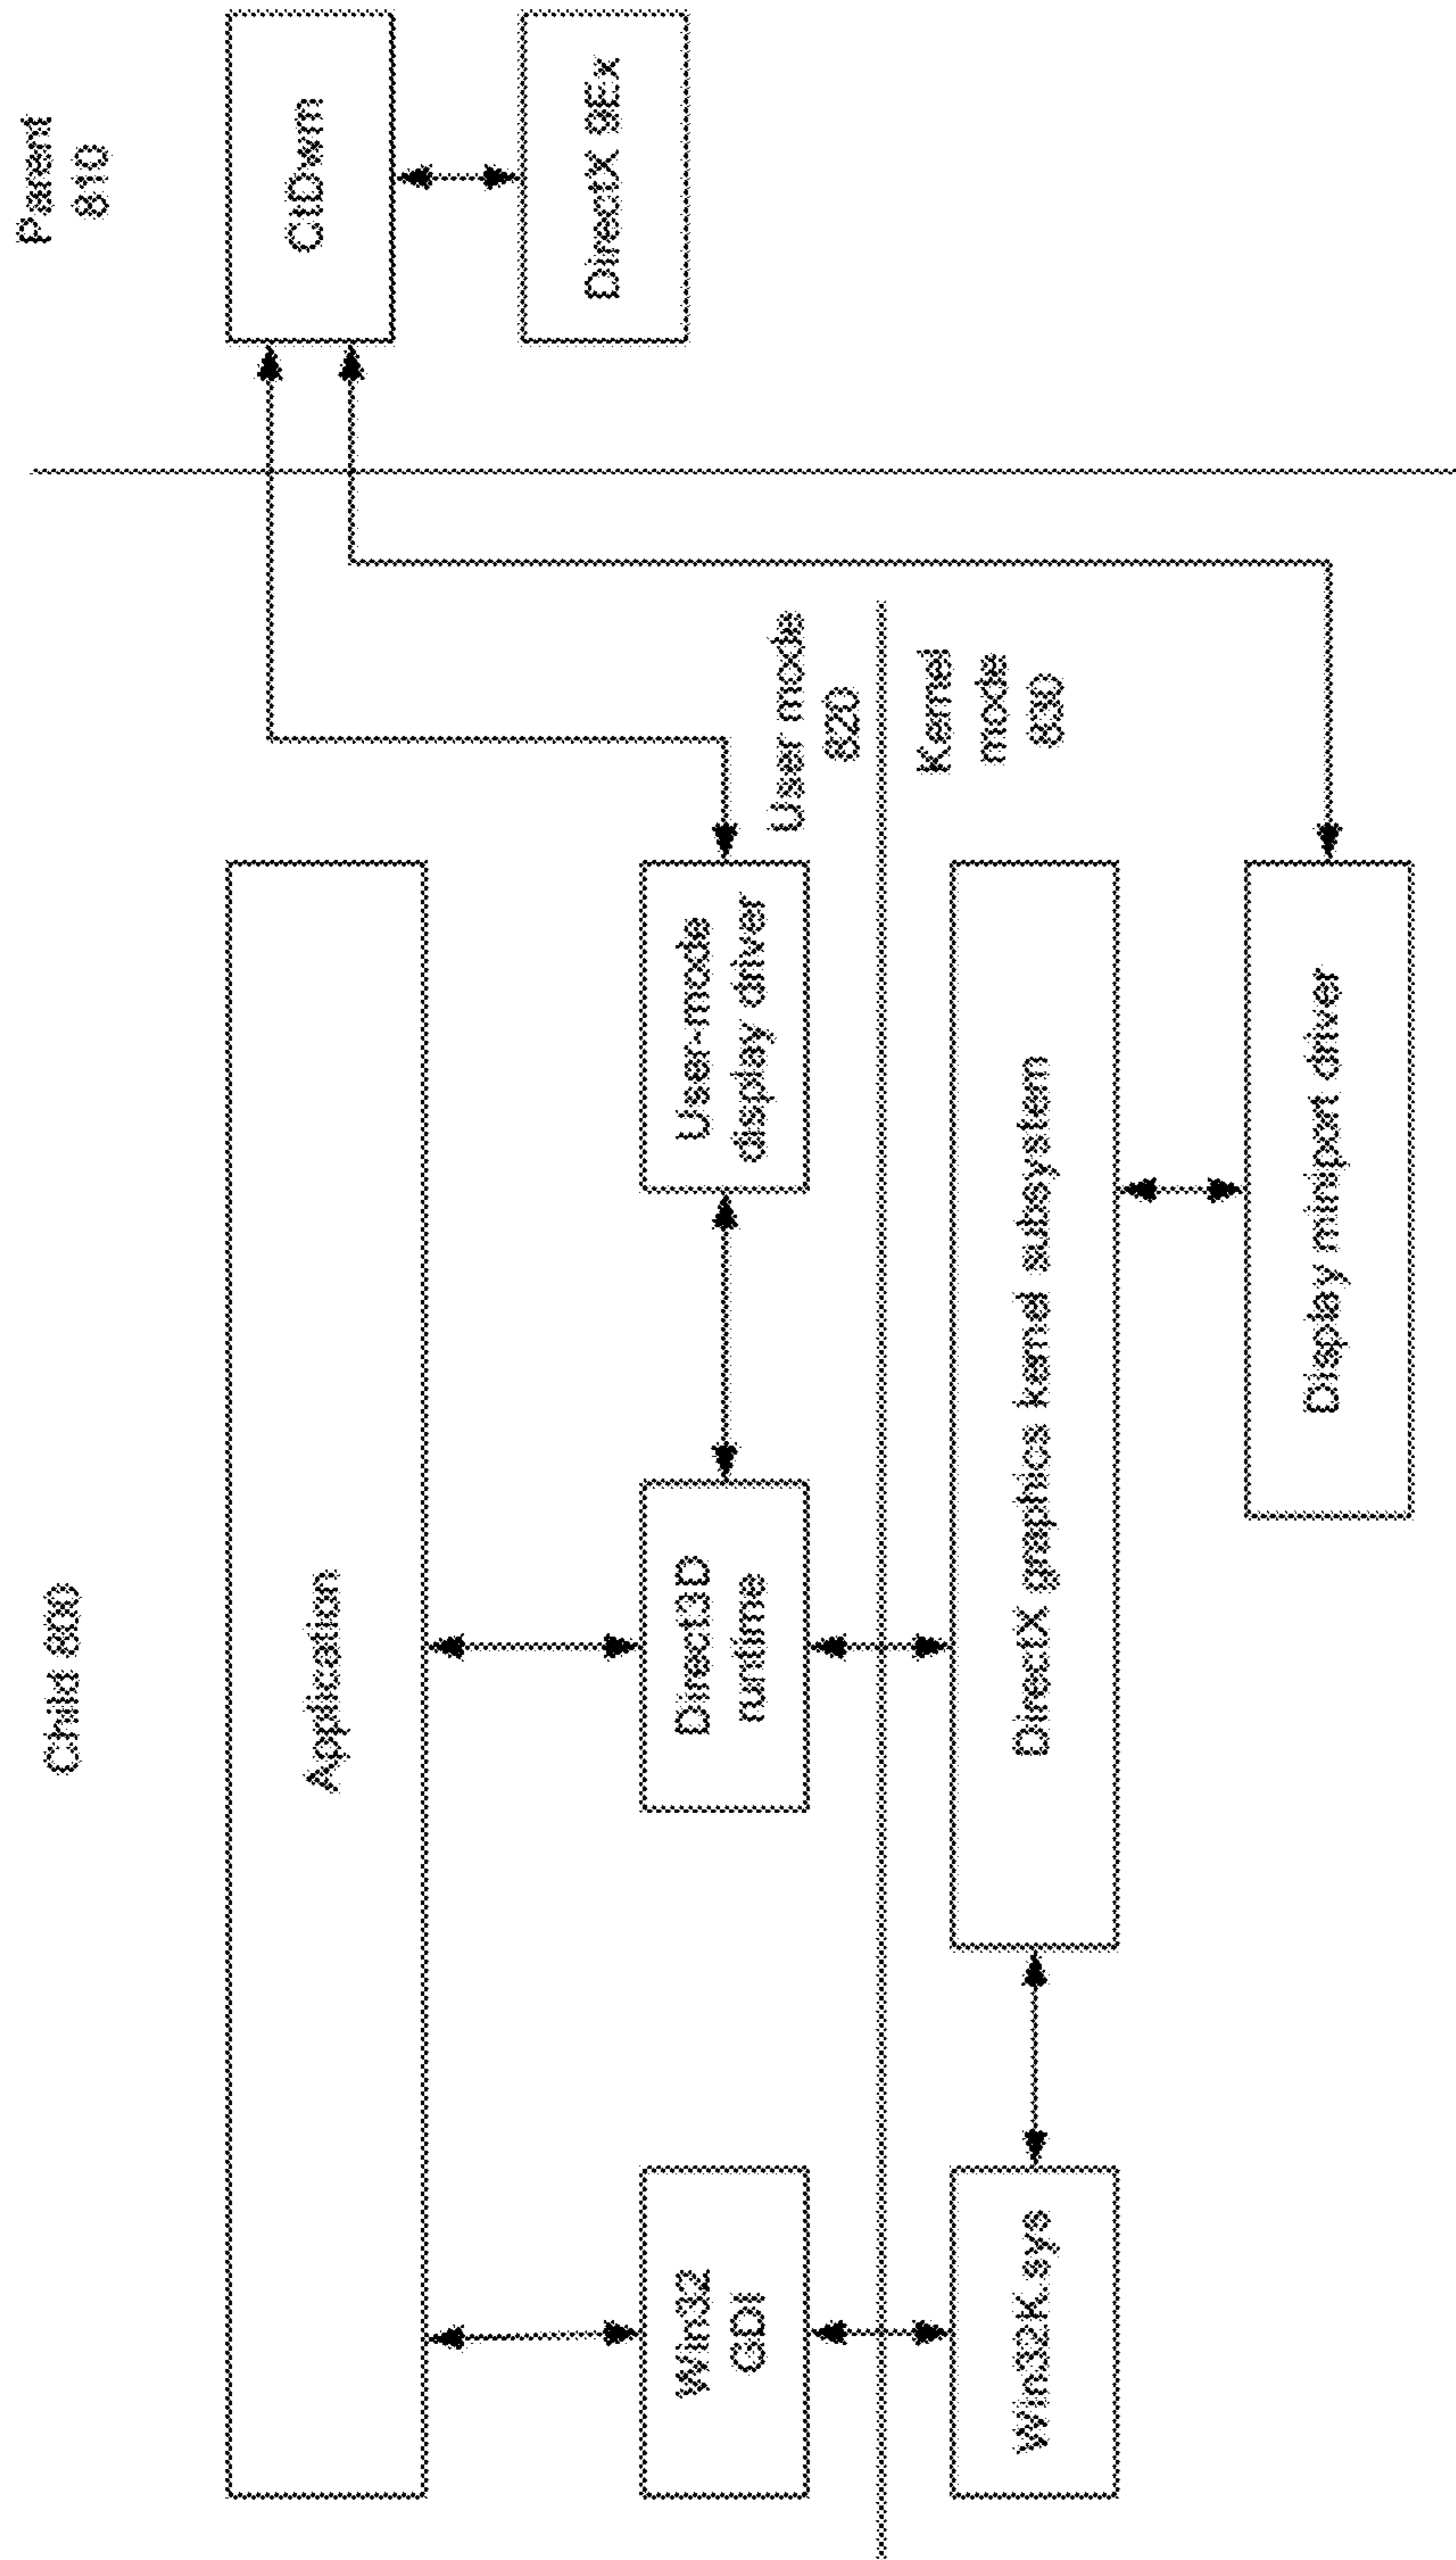 Child 800
Parent
810
Application
CIDwm
DirectX 9Ex
Win32
GDI
Direct3D
runtime
User-mode
display driver
User mode
820
Kernel
mode
830
Win32K.sys
DirectX graphics kernel subsystem
Display miniport driver